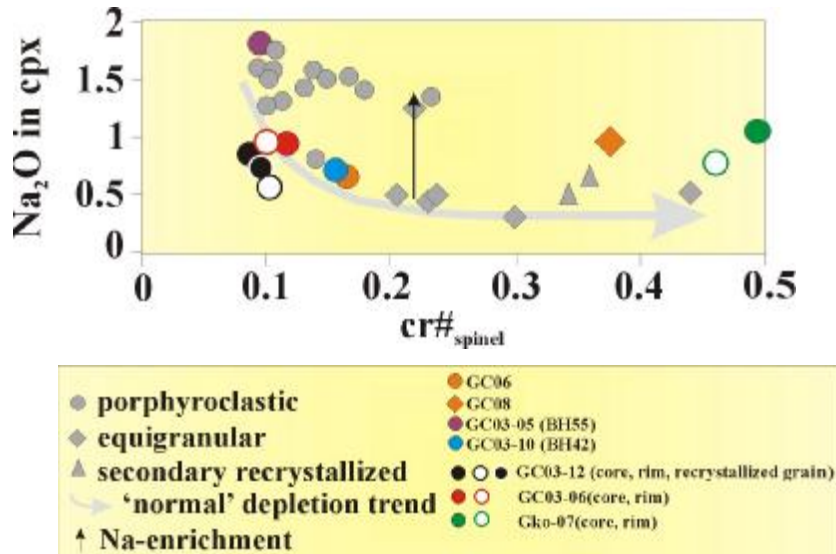 2
1.5
1
0.5
0
Na₂O in cpx
0 0.1 0.2 0.3 0.4 0.5
cr#spinel
porphyroclastic
equigranular
secondary recrystallized
‘normal’ depletion trend
Na-enrichment
GC06
GC08
GC03-05 (BH55)
GC03-10 (BH42)
GC03-12 (core, rim, recrystallized grain)
GC03-06(core, rim)
Gko-07(core, rim)